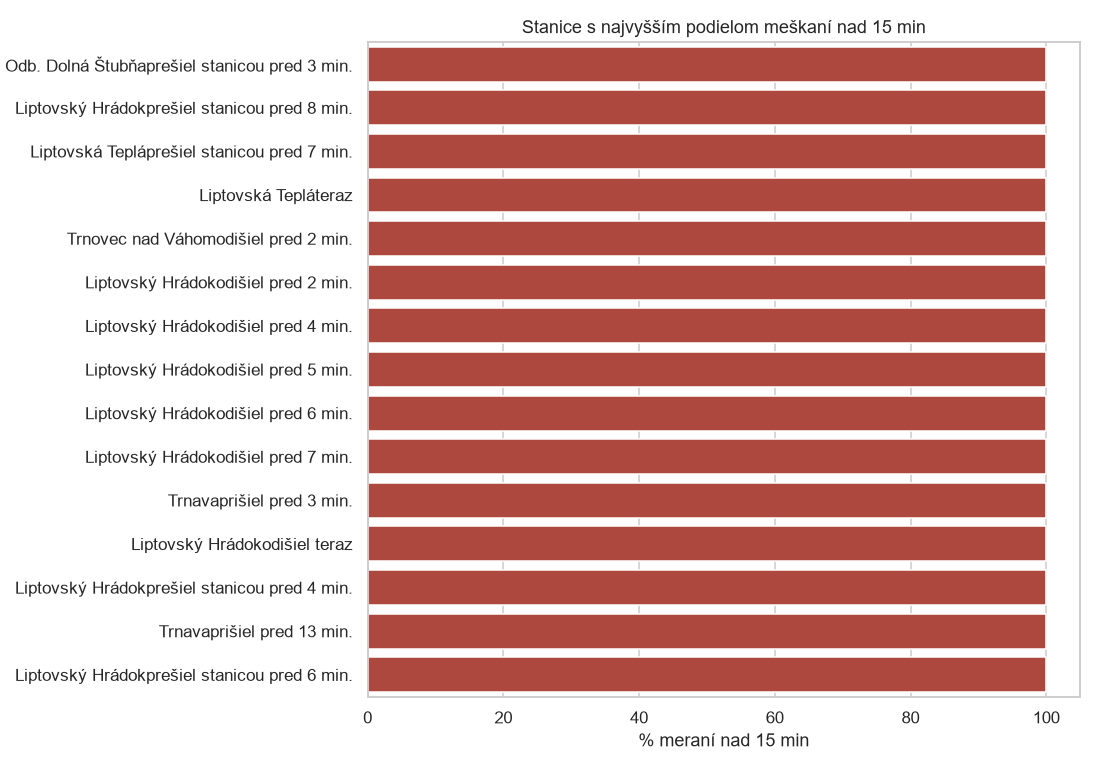 Stanice s najvyšším podielom meškaní nad 15 min
Odb. Dolná Štubňaprešiel stanicou pred 3 min.
Liptovský Hrádokprešiel stanicou pred 8 min.
Liptovská Tepláprešiel stanicou pred 7 min.
Liptovská Tepláteraz
Trnovec nad Váhomodišiel pred 2 min.
Liptovský Hrádokodišiel pred 2 min.
Liptovský Hrádokodišiel pred 4 min.
Liptovský Hrádokodišiel pred 5 min.
Liptovský Hrádokodišiel pred 6 min.
Liptovský Hrádokodišiel pred 7 min.
Trnavaprišiel pred 3 min.
Liptovský Hrádokodišiel teraz
Liptovský Hrádokprešiel stanicou pred 4 min.
Trnavaprišiel pred 13 min.
Liptovský Hrádokprešiel stanicou pred 6 min.
0 20 40 60 80 100
% meraní nad 15 min